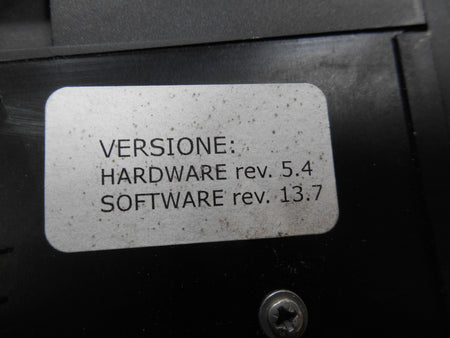 VERSIONE:
HARDWARE rev. 5.4
SOFTWARE rev. 13.7